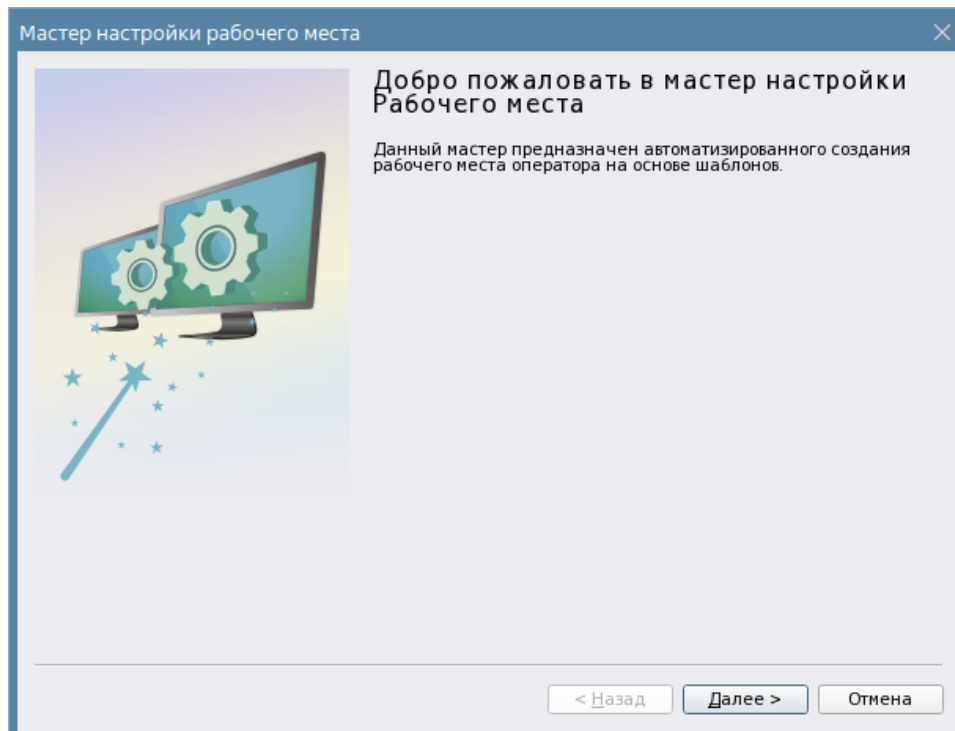 Мастер настройки рабочего места
Добро пожаловать в мастер настройки
Рабочего места
Данный мастер предназначен автоматизированного создания
рабочего места оператора на основе шаблонов.
< Назад
Далее >
Отмена